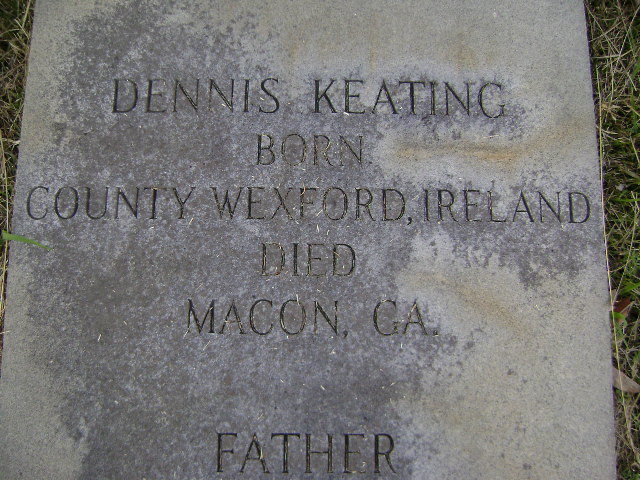 DENNIS KEATING
BORN
COUNTY WEXFORD, IRELAND
DIED
MACON, GA.
FATHER